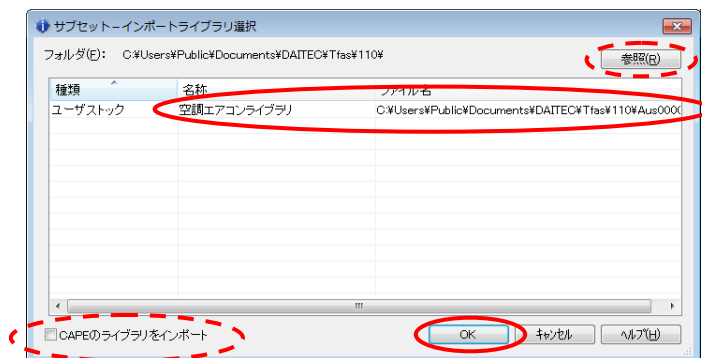 サブセットーインポートライブラリ選択
フォルダ(F): C:¥Users¥Public¥Documents¥DAITEC¥Tfas¥110¥ 参照(R)
種類 名称 ファイル名
ユーザストック 空調エアコンライブラリ C:¥Users¥Public¥Documents¥DAITEC¥Tfas¥110¥Aus000
CAPEのライブラリをインポート OK キャンセル ヘルプ(H)